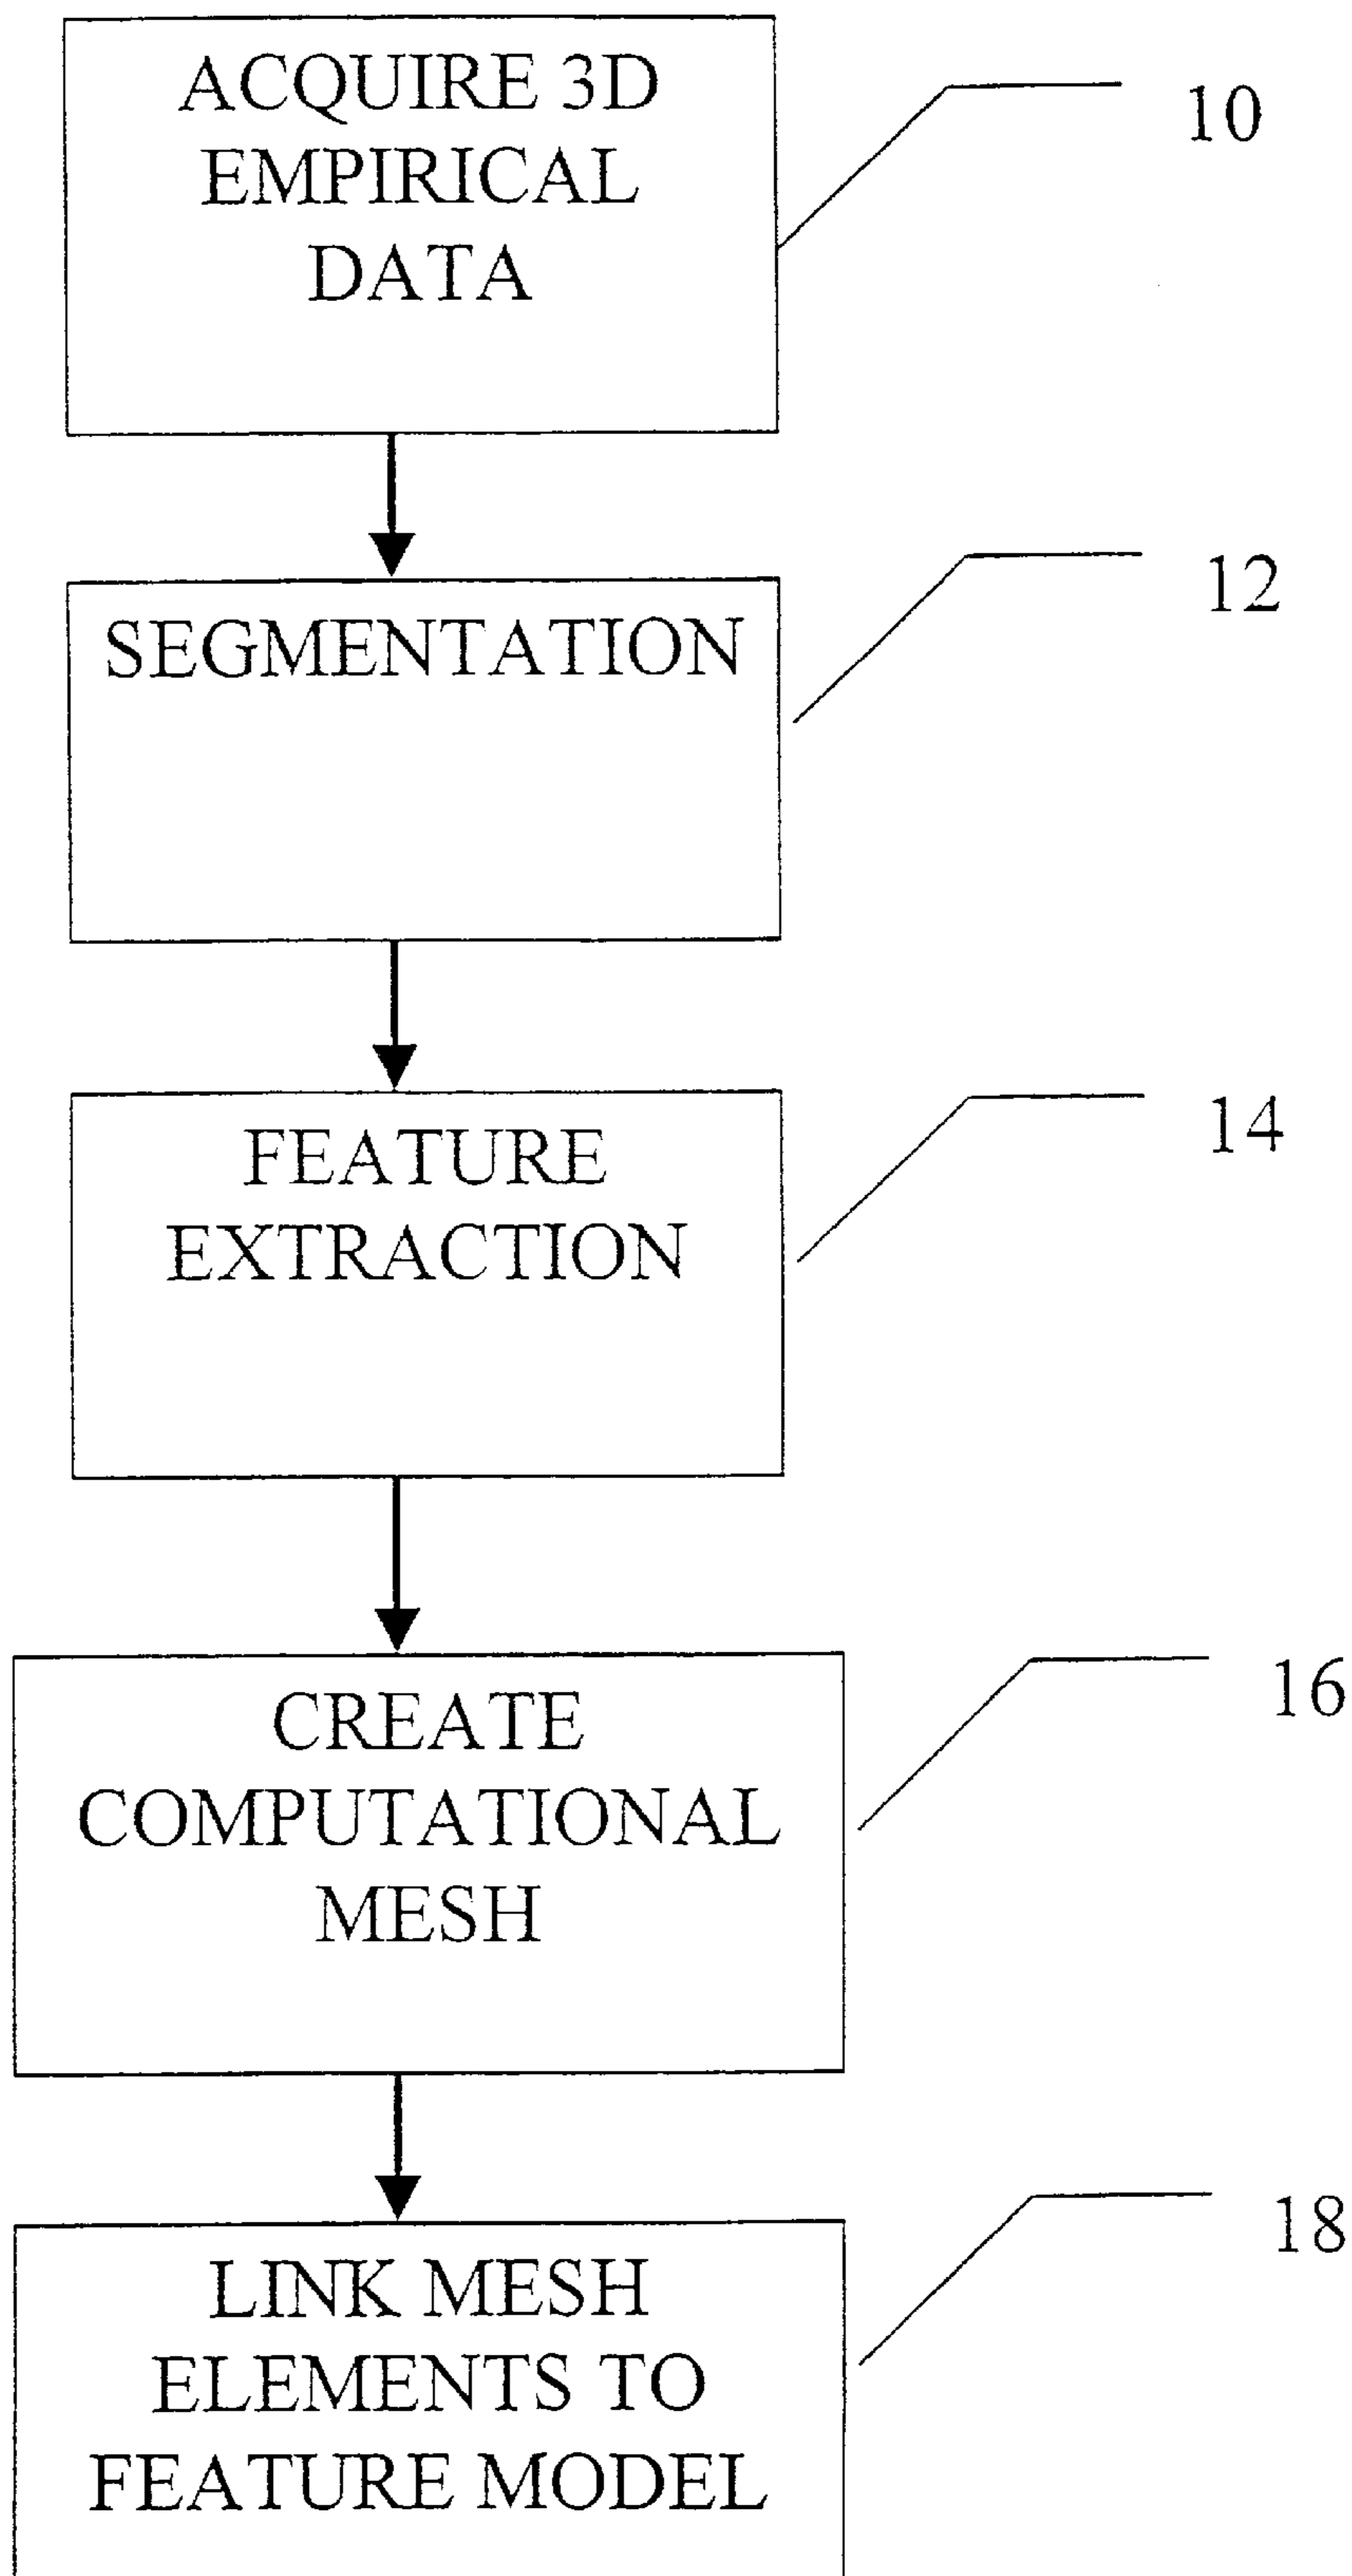 ACQUIRE 3D
EMPIRICAL
DATA
10
SEGMENTATION
12
FEATURE
EXTRACTION
14
CREATE
COMPUTATIONAL
MESH
16
LINK MESH
ELEMENTS TO
FEATURE MODEL
18